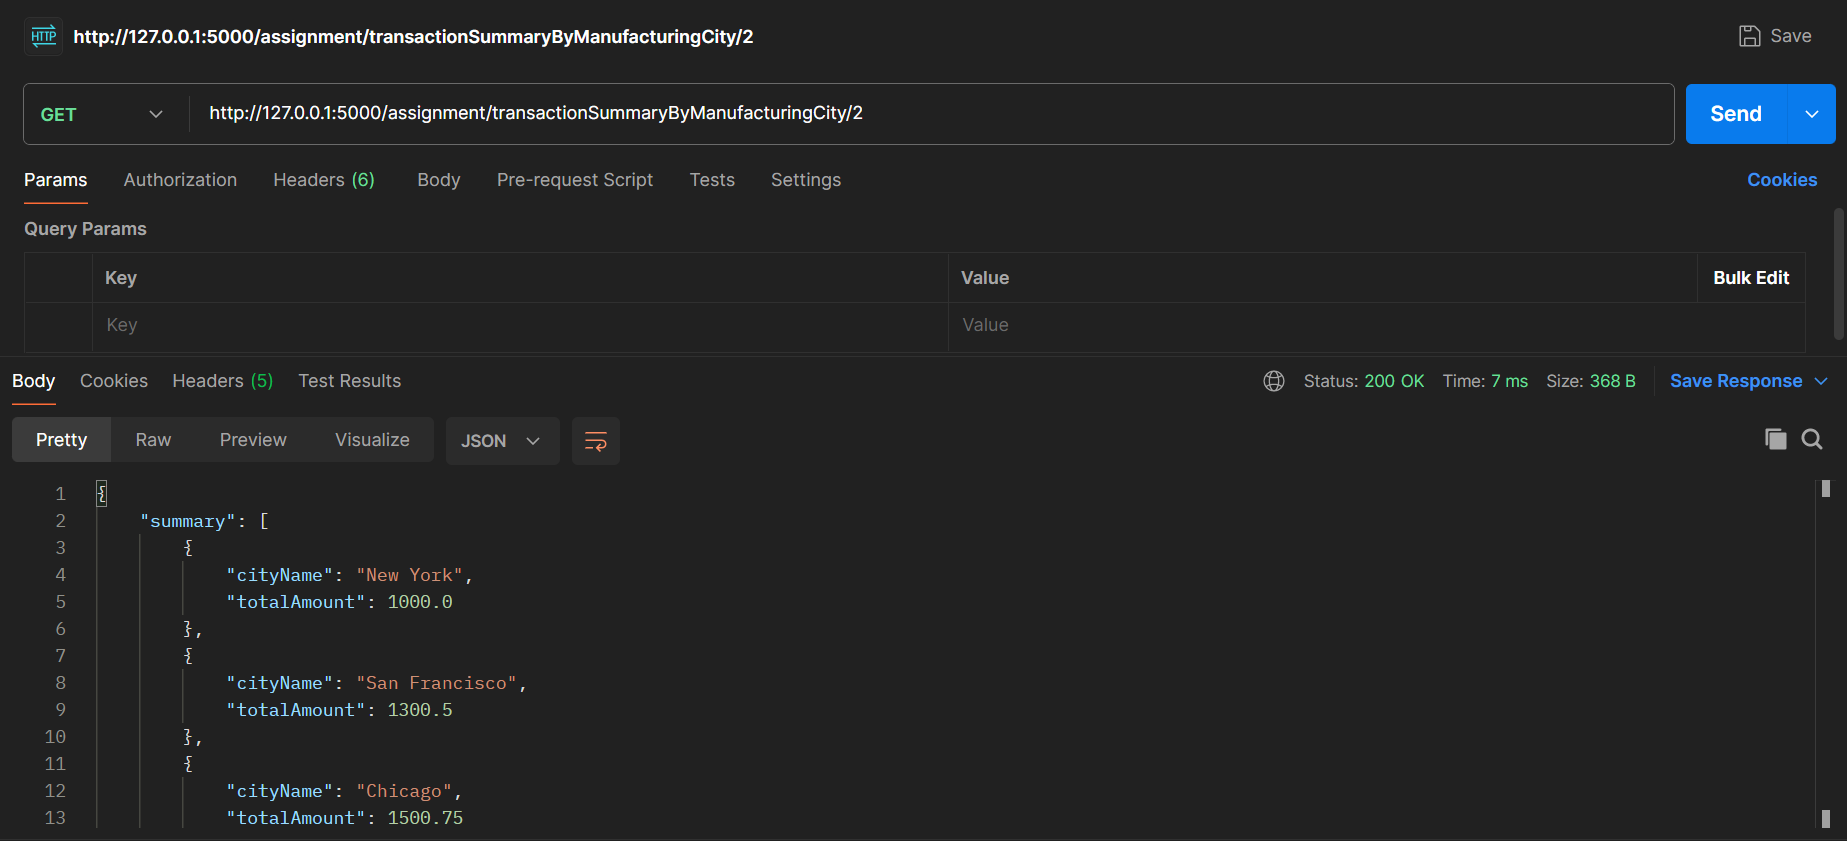 HTTP http://127.0.0.1:5000/assignment/transactionSummaryByManufacturingCity/2 Save
GET http://127.0.0.1:5000/assignment/transactionSummaryByManufacturingCity/2 Send
Params Authorization Headers (6) Body Pre-request Script Tests Settings Cookies
Query Params
Key Value Bulk Edit
Key Value
Body Cookies Headers (5) Test Results Status: 200 OK Time: 7 ms Size: 368 B Save Response
Pretty Raw Preview Visualize JSON
1 {
2 "summary": [
3 {
4 "cityName": "New York",
5 "totalAmount": 1000.0
6 },
7 {
8 "cityName": "San Francisco",
9 "totalAmount": 1300.5
10 },
11 {
12 "cityName": "Chicago",
13 "totalAmount": 1500.75